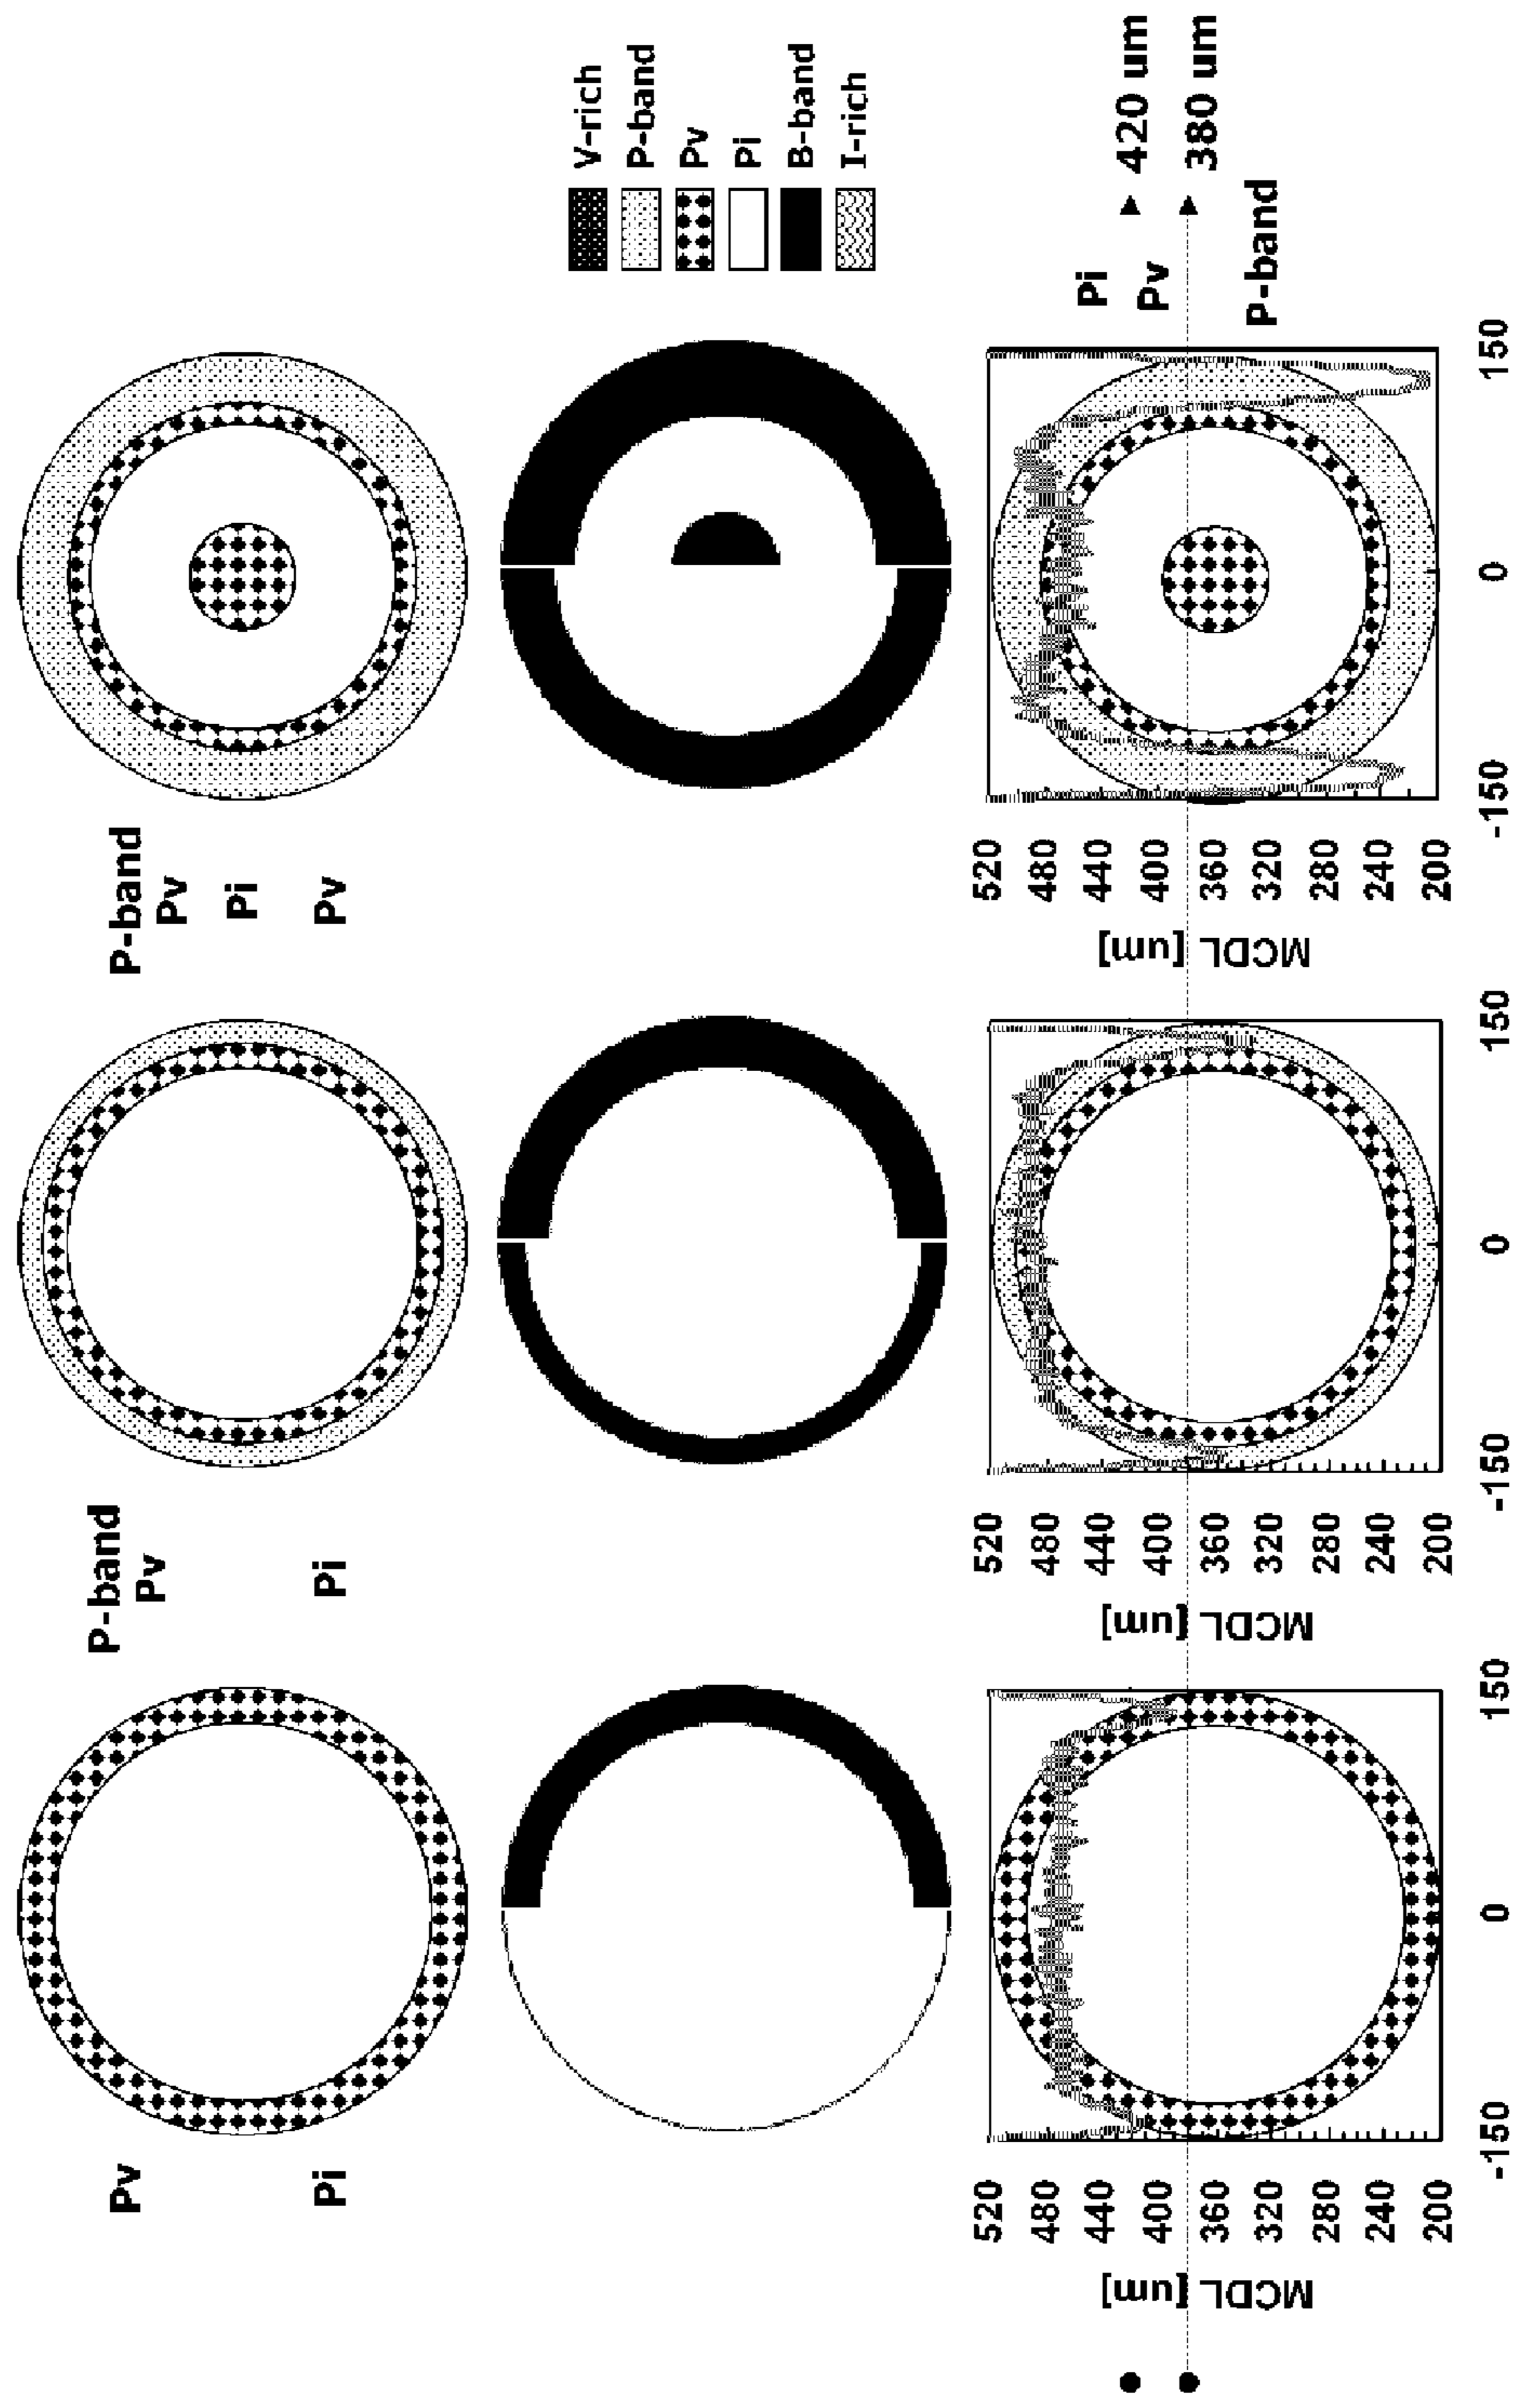 Pv
Pi
P-band
Pv
Pi
P-band
Pv
Pi
Pv
V-rich
P-band
Pv
Pi
B-band
I-rich
MCDL [um]
520
480
440
400
360
320
280
240
200
-150
0
150
MCDL [um]
520
480
440
400
360
320
280
240
200
-150
0
150
MCDL [um]
520
480
440
400
360
320
280
240
200
-150
0
150
Pi
Pv
P-band
420 um
380 um